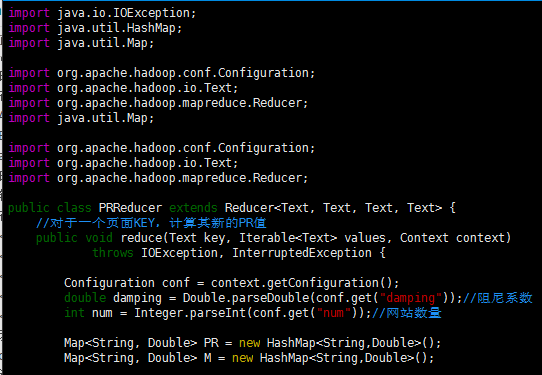 import java.io.IOException;
import java.util.HashMap;
import java.util.Map;

import org.apache.hadoop.conf.Configuration;
import org.apache.hadoop.io.Text;
import org.apache.hadoop.mapreduce.Reducer;
import java.util.Map;

import org.apache.hadoop.conf.Configuration;
import org.apache.hadoop.io.Text;
import org.apache.hadoop.mapreduce.Reducer;

public class PRReducer extends Reducer<Text, Text, Text, Text> {
    //对于一个页面KEY，计算其新的PR值
    public void reduce(Text key, Iterable<Text> values, Context context)
            throws IOException, InterruptedException {

        Configuration conf = context.getConfiguration();
        double damping = Double.parseDouble(conf.get("damping"));//阻尼系数
        int num = Integer.parseInt(conf.get("num"));//网站数量

        Map<String, Double> PR = new HashMap<String,Double>();
        Map<String, Double> M = new HashMap<String,Double>();